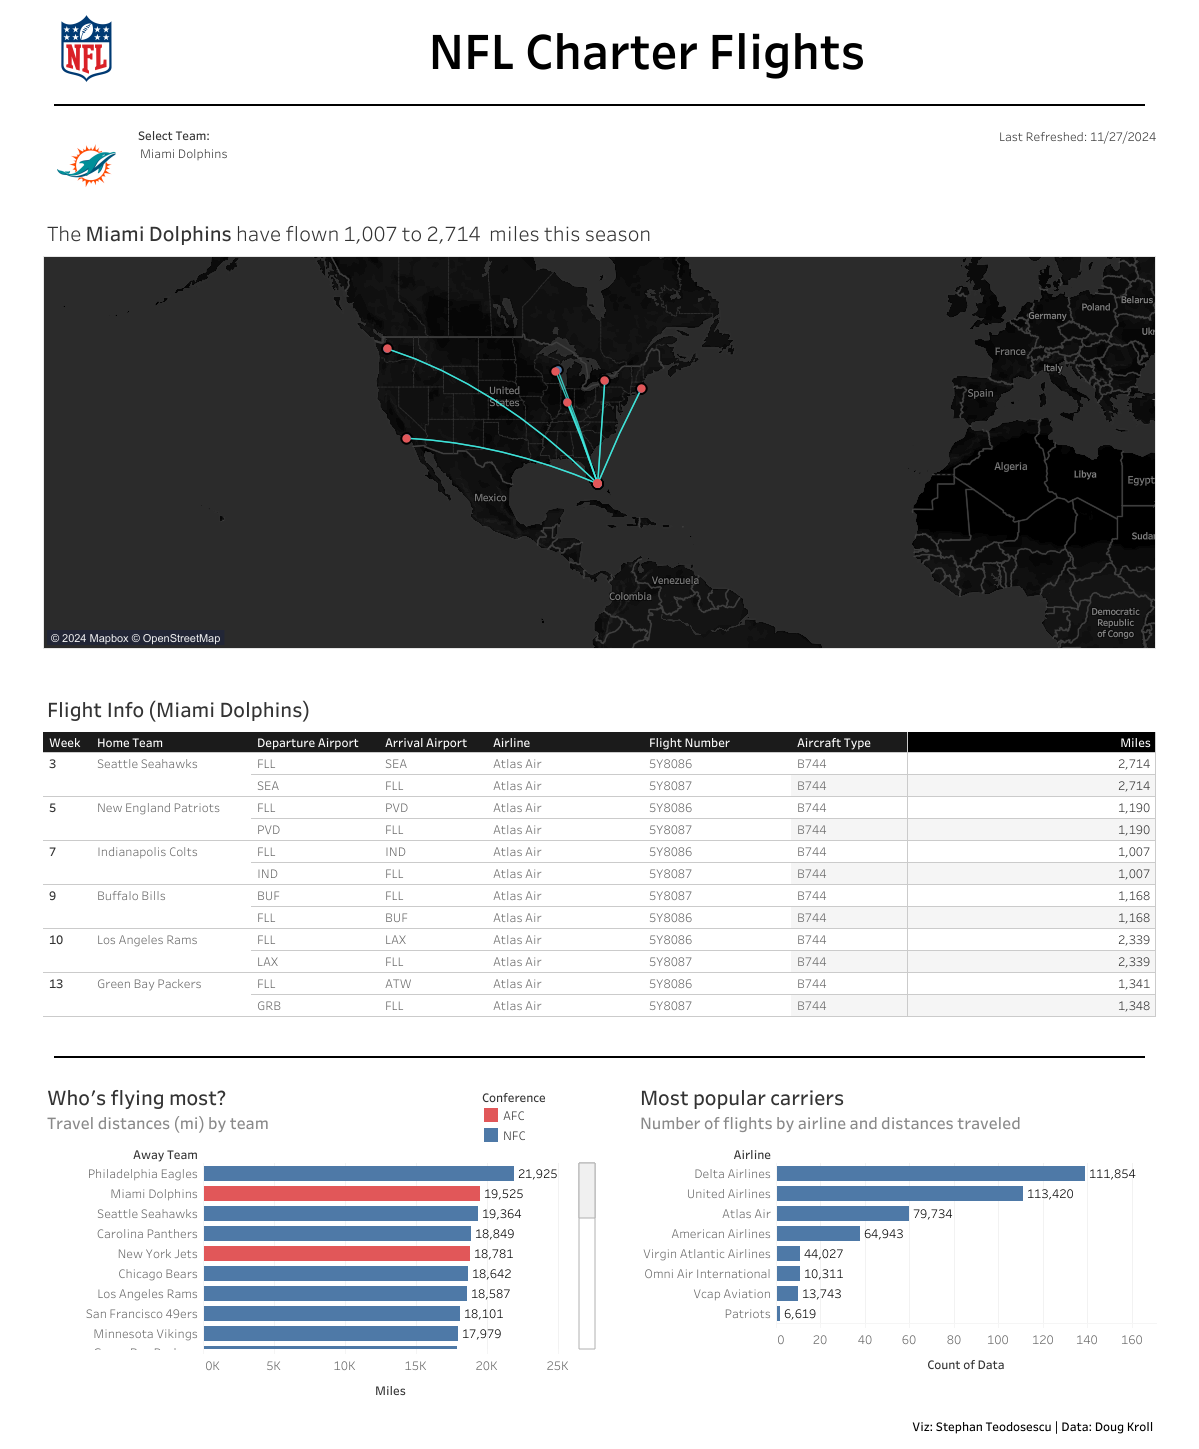 NFL
NFL Charter Flights
Select Team:
Miami Dolphins
Last Refreshed: 11/27/2024
The Miami Dolphins have flown 1,007 to 2,714 miles this season
Belarus
Poland
Germany
Ukr
France
Italy
Spain
United
States
Algeria
Libya
Egypt
Mexico
Sudan
Venezuela
Colombia
Democratic
Republic
of Congo
© 2024 Mapbox © OpenStreetMap
Flight Info (Miami Dolphins)
Week Home Team Departure Airport Arrival Airport Airline Flight Number Aircraft Type Miles
3 Seattle Seahawks FLL SEA Atlas Air 5Y8086 B744 2,714
SEA FLL Atlas Air 5Y8087 B744 2,714
5 New England Patriots FLL PVD Atlas Air 5Y8086 B744 1,190
PVD FLL Atlas Air 5Y8087 B744 1,190
7 Indianapolis Colts FLL IND Atlas Air 5Y8086 B744 1,007
IND FLL Atlas Air 5Y8087 B744 1,007
9 Buffalo Bills BUF FLL Atlas Air 5Y8087 B744 1,168
FLL BUF Atlas Air 5Y8086 B744 1,168
10 Los Angeles Rams FLL LAX Atlas Air 5Y8086 B744 2,339
LAX FLL Atlas Air 5Y8087 B744 2,339
13 Green Bay Packers FLL ATW Atlas Air 5Y8086 B744 1,341
GRB FLL Atlas Air 5Y8087 B744 1,348
Who's flying most?
Travel distances (mi) by team
Conference
AFC
NFC
Away Team
Philadelphia Eagles 21,925
Miami Dolphins 19,525
Seattle Seahawks 19,364
Carolina Panthers 18,849
New York Jets 18,781
Chicago Bears 18,642
Los Angeles Rams 18,587
San Francisco 49ers 18,101
Minnesota Vikings 17,979
0K 5K 10K 15K 20K 25K
Miles
Most popular carriers
Number of flights by airline and distances traveled
Airline
Delta Airlines 111,854
United Airlines 113,420
Atlas Air 79,734
American Airlines 64,943
Virgin Atlantic Airlines 44,027
Omni Air International 10,311
Vcap Aviation 13,743
Patriots 6,619
0 20 40 60 80 100 120 140 160
Count of Data
Viz: Stephan Teodosescu | Data: Doug Kroll